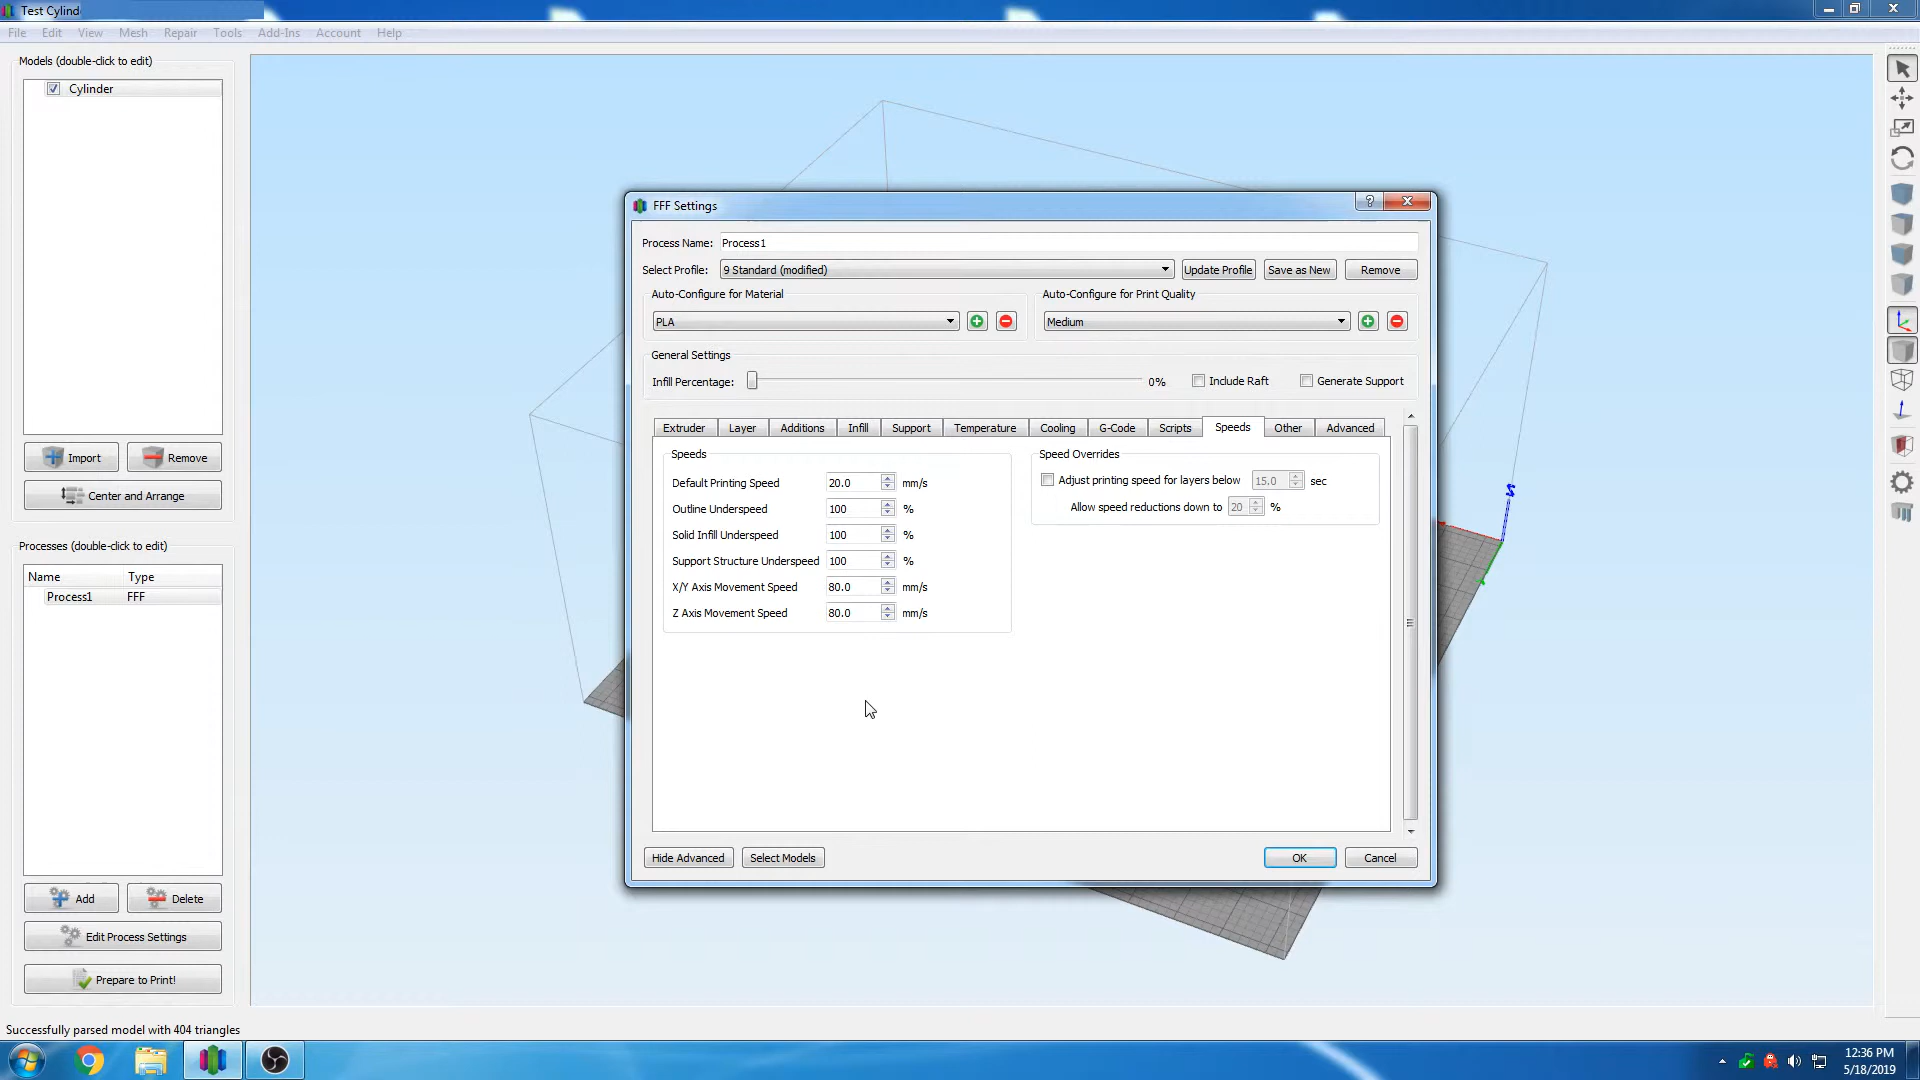 Test Cylind
File Edit View Mesh Repair Tools Add-Ins Account Help
Models (double-click to edit)
Cylinder
Import Remove
Center and Arrange
Processes (double-click to edit)
Name Type
Process1 FFF
Add Delete
Edit Process Settings
Prepare to Print!
Successfully parsed model with 404 triangles
FFF Settings
Process Name: Process1
Select Profile: 9 Standard (modified) Update Profile Save as New Remove
Auto-Configure for Material
PLA
Auto-Configure for Print Quality
Medium
General Settings
Infill Percentage: 0% Include Raft Generate Support
Extruder Layer Additions Infill Support Temperature Cooling G-Code Scripts Speeds Other Advanced
Speeds
Default Printing Speed 20.0 mm/s
Outline Underspeed 100 %
Solid Infill Underspeed 100 %
Support Structure Underspeed 100 %
X/Y Axis Movement Speed 80.0 mm/s
Z Axis Movement Speed 80.0 mm/s
Speed Overrides
Adjust printing speed for layers below 15.0 sec
Allow speed reductions down to 20 %
Hide Advanced Select Models OK Cancel
12:36 PM
5/18/2019